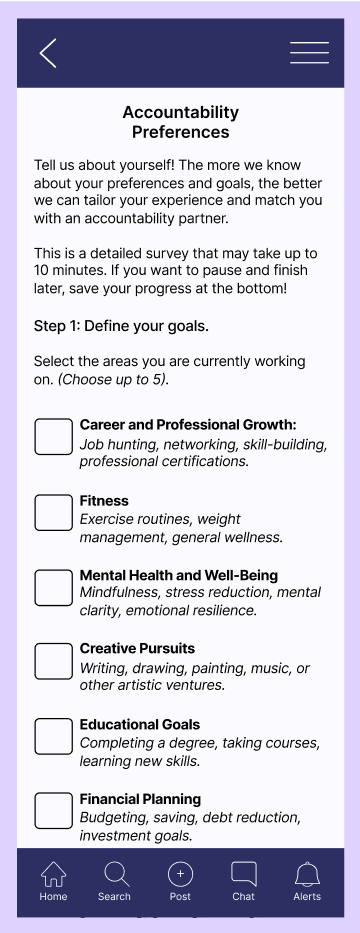 Accountability
Preferences
Tell us about yourself! The more we know
about your preferences and goals, the better
we can tailor your experience and match you
with an accountability partner.
This is a detailed survey that may take up to
10 minutes. If you want to pause and finish
later, save your progress at the bottom!
Step 1: Define your goals.
Select the areas you are currently working
on. (Choose up to 5).
Career and Professional Growth:
Job hunting, networking, skill-building,
professional certifications.
Fitness
Exercise routines, weight
management, general wellness.
Mental Health and Well-Being
Mindfulness, stress reduction, mental
clarity, emotional resilience.
Creative Pursuits
Writing, drawing, painting, music, or
other artistic ventures.
Educational Goals
Completing a degree, taking courses,
learning new skills.
Financial Planning
Budgeting, saving, debt reduction,
investment goals.
Home Search Post Chat Alerts